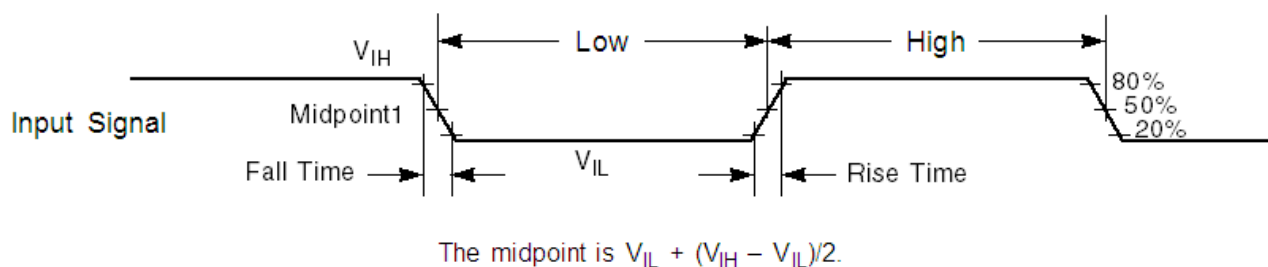 Low
High
VIH
80%
Input Signal
Midpoint1
50%
20%
Fall Time
VIL
Rise Time
The midpoint is VIL + (VIH – VIL)/2.